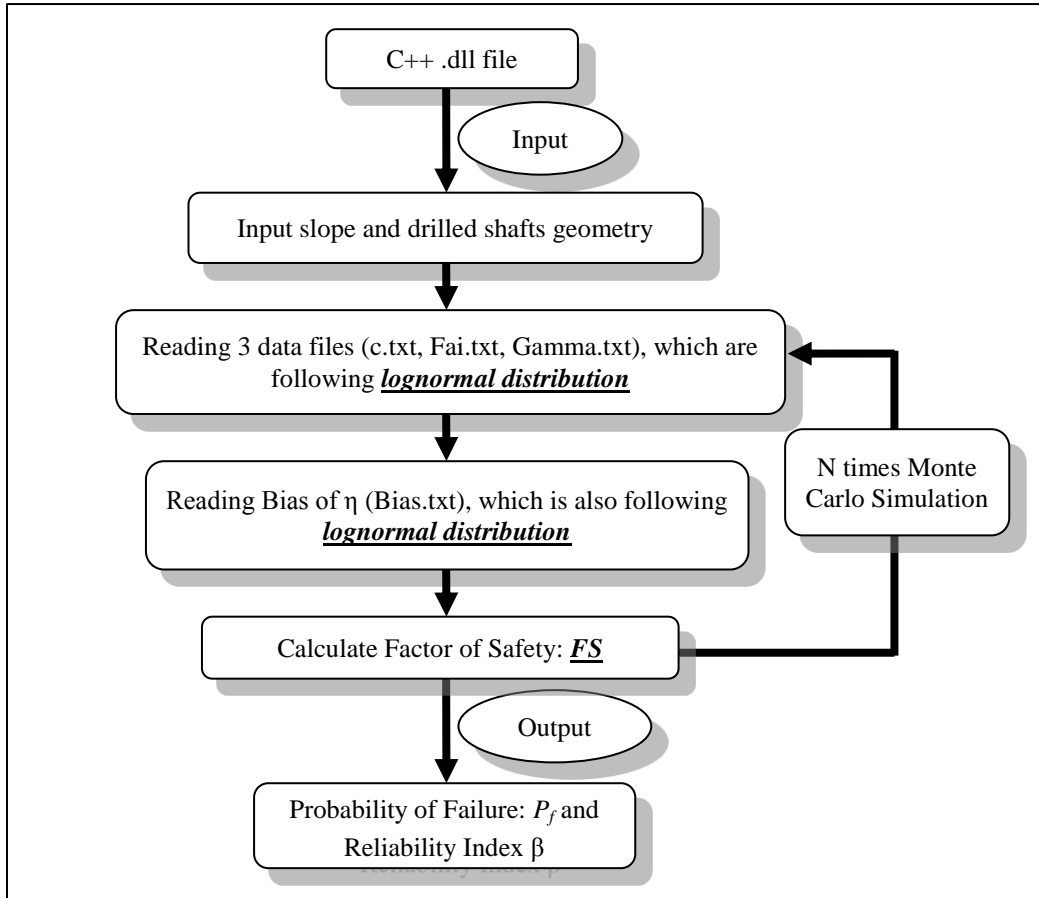 C++ .dll file
Input
Input slope and drilled shafts geometry
Reading 3 data files (c.txt, Fai.txt, Gamma.txt), which are
following lognormal distribution
N times Monte
Carlo Simulation
Reading Bias of η (Bias.txt), which is also following
lognormal distribution
Calculate Factor of Safety: FS
Output
Probability of Failure: P_f and
Reliability Index β